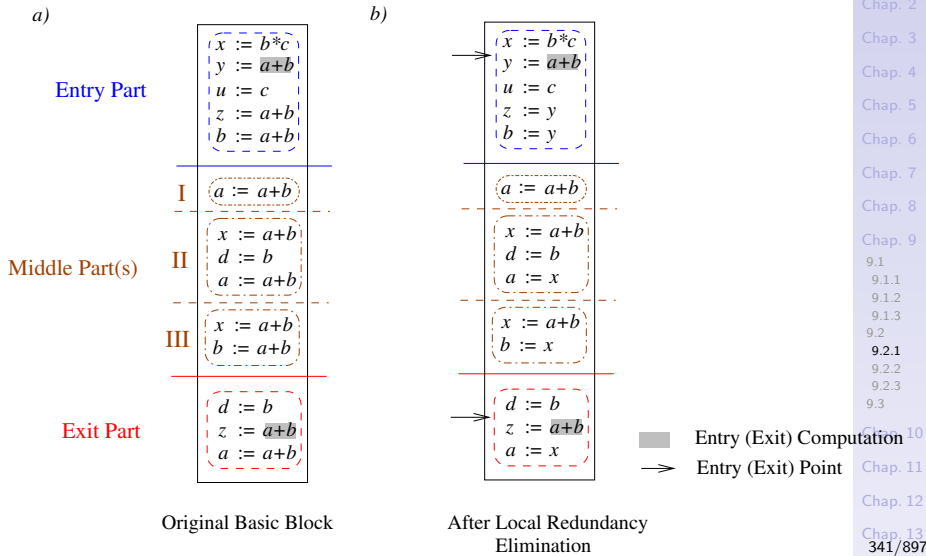 a)
Entry Part
x := b*c
y := a+b
u := c
z := a+b
b := a+b
I
a := a+b
Middle Part(s)
II
x := a+b
d := b
a := a+b
III
x := a+b
b := a+b
Exit Part
d := b
z := a+b
a := a+b
Original Basic Block
b)
x := b*c
y := a+b
u := c
z := y
b := y
a := a+b
x := a+b
d := b
a := x
x := a+b
b := x
d := b
z := a+b
a := x
After Local Redundancy
Elimination
Entry (Exit) Computation
Entry (Exit) Point
Chap. 2
Chap. 3
Chap. 4
Chap. 5
Chap. 6
Chap. 7
Chap. 8
Chap. 9
9.1
9.1.1
9.1.2
9.1.3
9.2
9.2.1
9.2.2
9.2.3
9.3
Chap. 10
Chap. 11
Chap. 12
Chap. 13
341/897